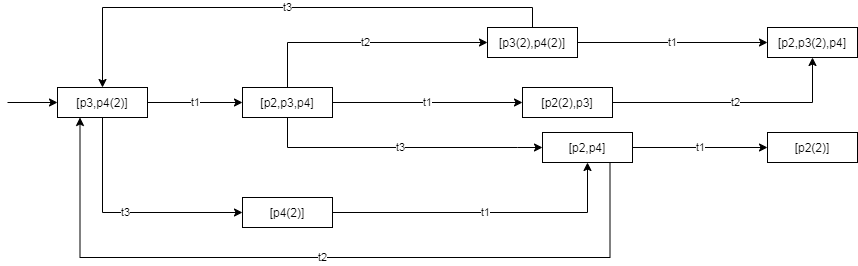 t3
[p3(2),p4(2)]
t2
t1
[p2,p3(2),p4]
[p3,p4(2)]
t1
[p2,p3,p4]
t1
[p2(2),p3]
t2
t3
[p2,p4]
t1
[p2(2)]
t3
[p4(2)]
t1
t2